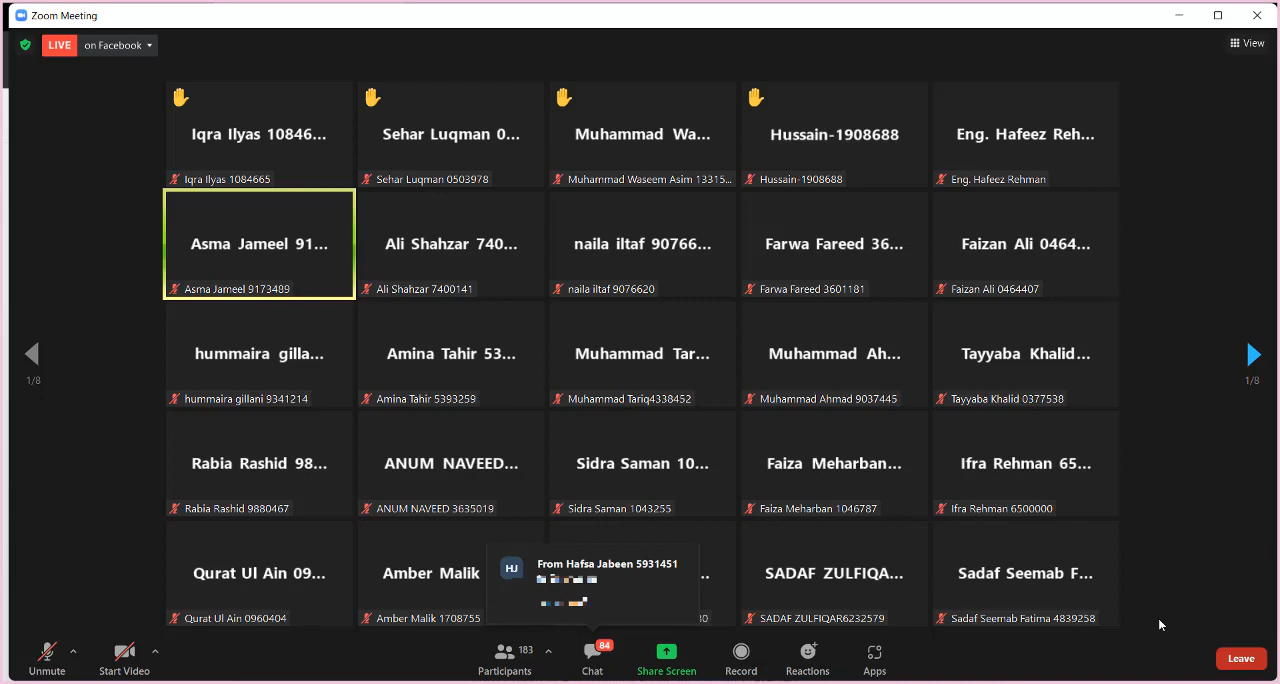 Zoom Meeting
LIVE on Facebook
View
Iqra Ilyas 10846...
Iqra Ilyas 1084665
Sehar Luqman 0...
Sehar Luqman 0503978
Muhammad Wa...
Muhammad Waseem Asim 13315...
Hussain-1908688
Hussain-1908688
Eng. Hafeez Reh...
Eng. Hafeez Rehman
Asma Jameel 91...
Asma Jameel 9173489
Ali Shahzar 740...
Ali Shahzar 7400141
naila iltaf 90766...
naila iltaf 9076620
Farwa Fareed 36...
Farwa Fareed 3601181
Faizan Ali 0464...
Faizan Ali 0464407
1/8
hummaira gilla...
hummaira gillani 9341214
Amina Tahir 53...
Amina Tahir 5393259
Muhammad Tar...
Muhammad Tariq4338452
Muhammad Ah...
Muhammad Ahmad 9037445
Tayyaba Khalid...
Tayyaba Khalid 0377538
1/8
Rabia Rashid 98...
Rabia Rashid 9880467
ANUM NAVEED...
ANUM NAVEED 3635019
Sidra Saman 10...
Sidra Saman 1043255
Faiza Meharban...
Faiza Meharban 1046787
Ifra Rehman 65...
Ifra Rehman 6500000
Qurat Ul Ain 09...
Qurat Ul Ain 0960404
Amber Malik
Amber Malik 1708755
HJ
From Hafsa Jabeen 5931451
...
30
SADAF ZULFIQA...
SADAF ZULFIQAR6232579
Sadaf Seemab F...
Sadaf Seemab Fatima 4839258
Unmute
Start Video
183
Participants
84
Chat
Share Screen
Record
Reactions
Apps
Leave